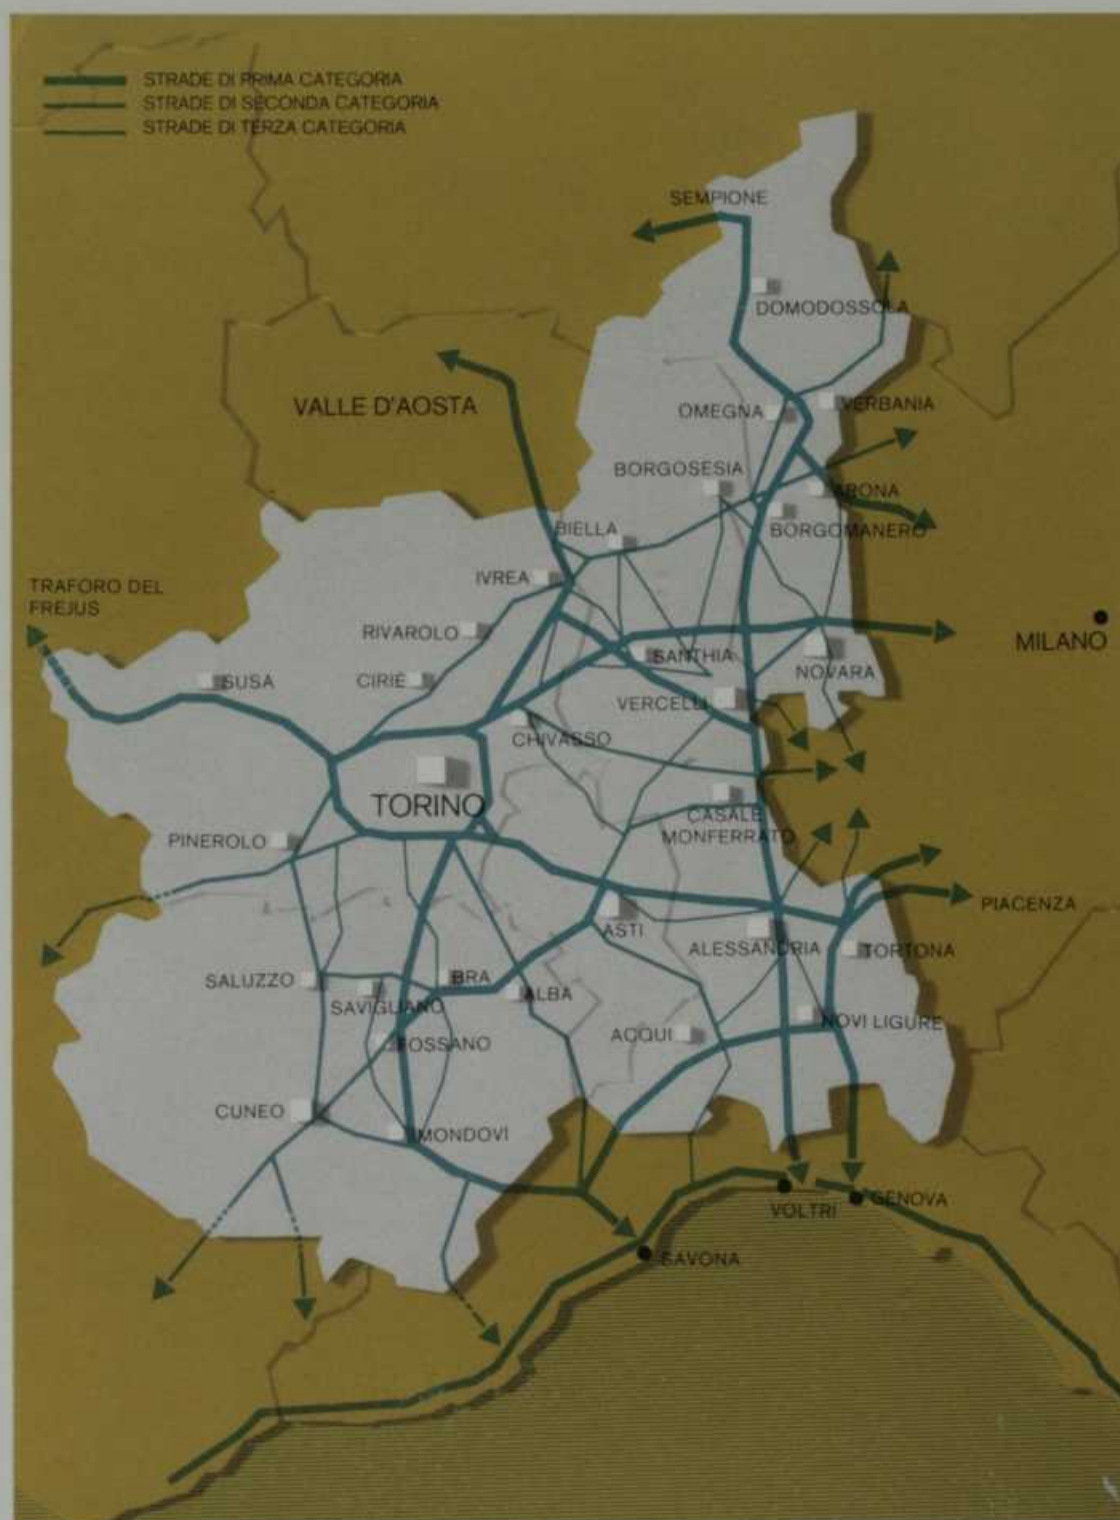 STRADE DI PRIMA CATEGORIA
STRADE DI SECONDA CATEGORIA
STRADE DI TERZA CATEGORIA
SEMPIONE
DOMODOSSOLA
VALLE D'AOSTA
OMEGNA
VERBANIA
BORGOSESIA
ARONA
BORGOMANERO
BIELLA
IVREA
TRAFORO DEL
FREJUS
RIVAROLO
MILANO
SANTHIA
NOVARA
SUSA
CIRIÈ
VERCELLI
CHIVASSO
TORINO
CASALE
MONFERRATO
PINEROLO
PIACENZA
ASTI
ALESSANDRIA
TORTONA
SALUZZO
BRA
SAVIGLIANO
ALBA
NOVI LIGURE
ACQUI
FOSSANO
CUNEO
MONDOVÌ
VOLTRI
GENOVA
SAVONA